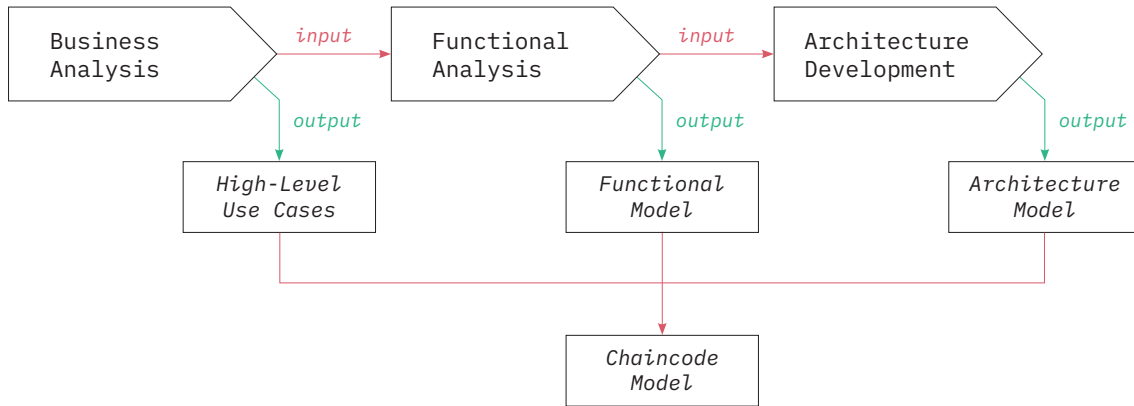 Business
Analysis
input
Functional
Analysis
input
Architecture
Development
output
output
output
High-Level
Use Cases
Functional
Model
Architecture
Model
Chaincode
Model